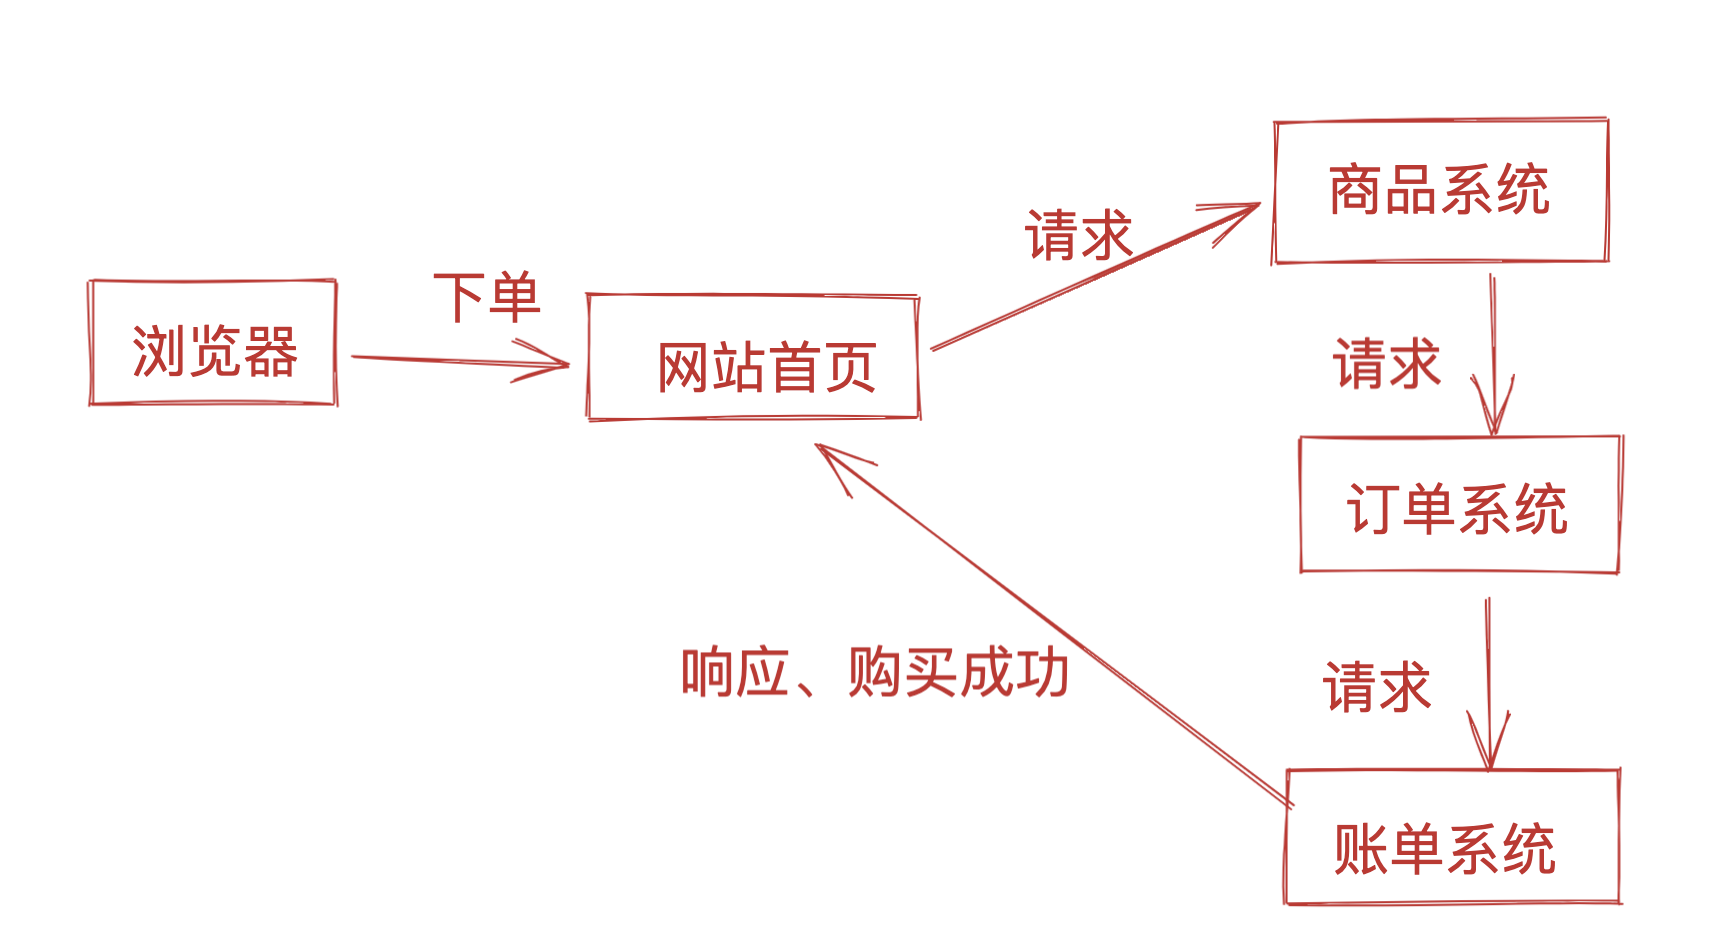 浏览器
下单
网站首页
请求
商品系统
请求
订单系统
请求
账单系统
响应、购买成功